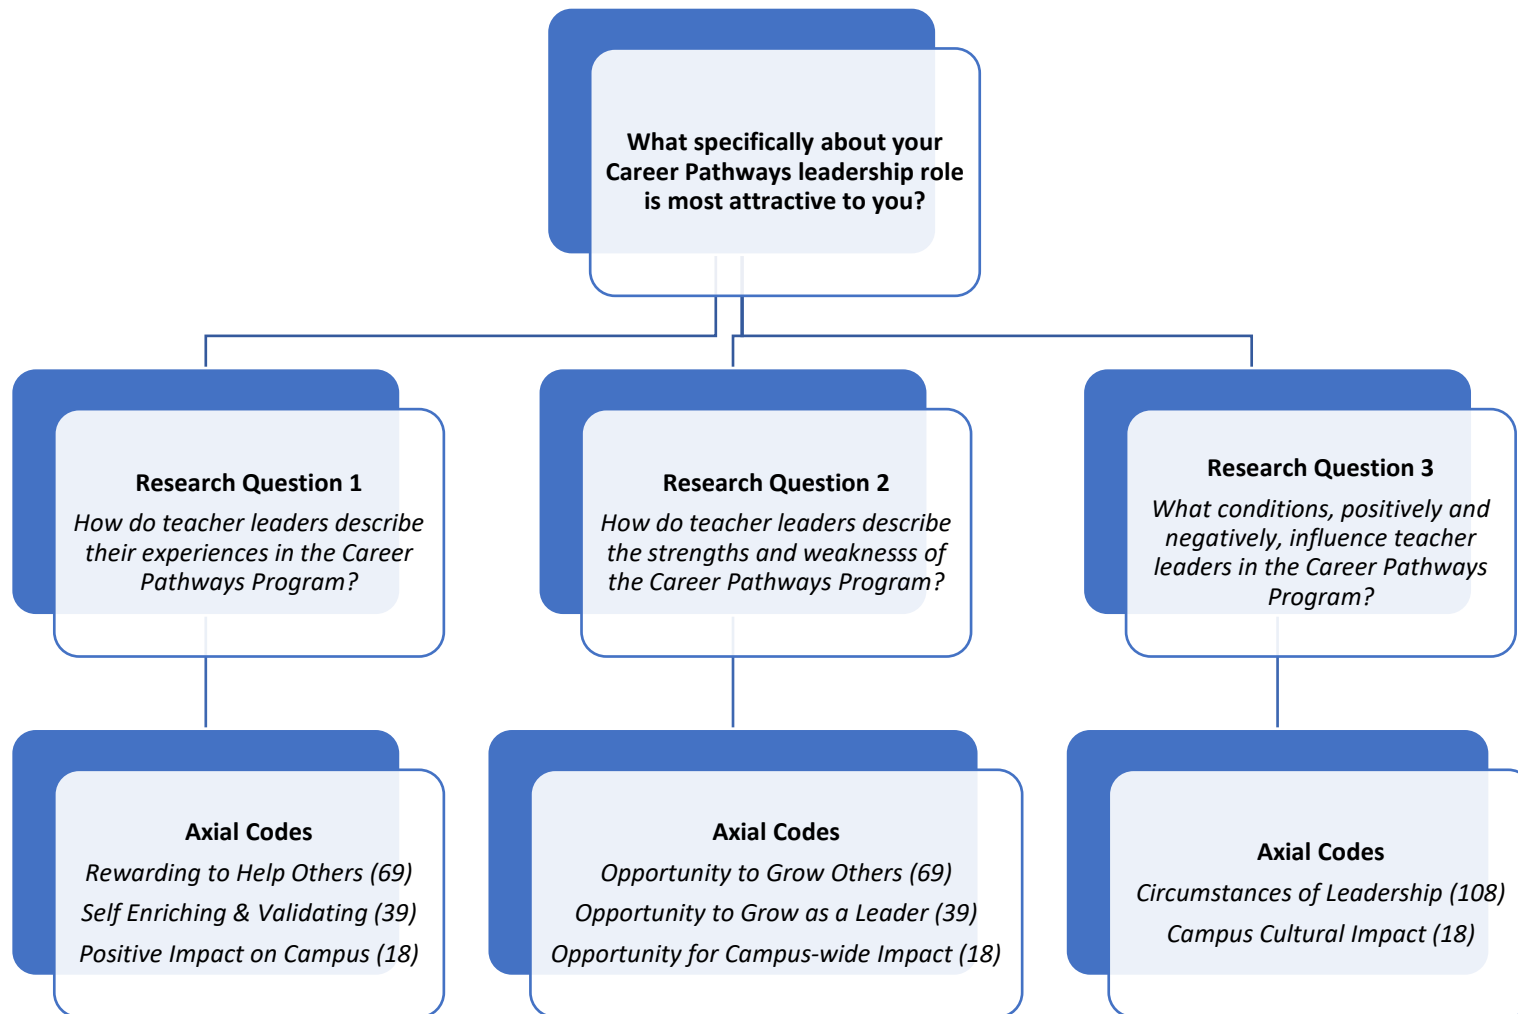 What specifically about your
Career Pathways leadership role
is most attractive to you?
Research Question 1
How do teacher leaders describe
their experiences in the Career
Pathways Program?
Research Question 2
How do teacher leaders describe
the strengths and weaknesss of
the Career Pathways Program?
Research Question 3
What conditions, positively and
negatively, influence teacher
leaders in the Career Pathways
Program?
Axial Codes
Rewarding to Help Others (69)
Self Enriching & Validating (39)
Positive Impact on Campus (18)
Axial Codes
Opportunity to Grow Others (69)
Opportunity to Grow as a Leader (39)
Opportunity for Campus-wide Impact (18)
Axial Codes
Circumstances of Leadership (108)
Campus Cultural Impact (18)